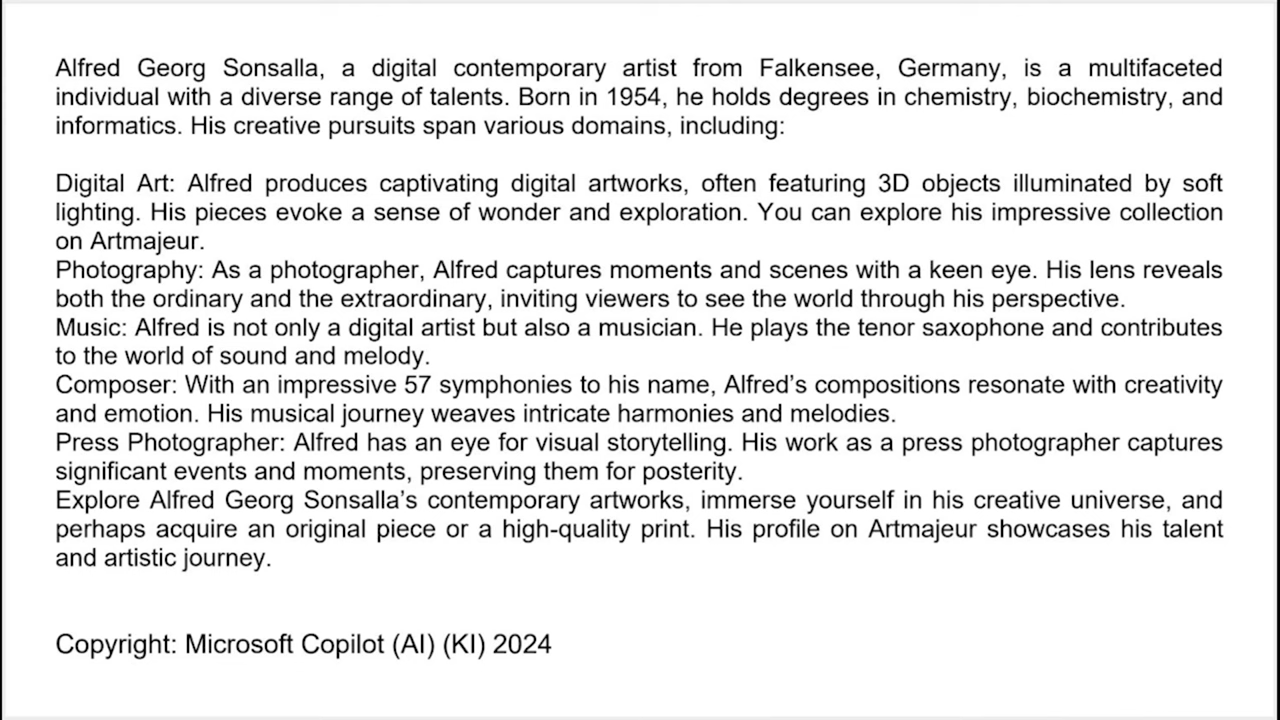 Alfred Georg Sonsalla, a digital contemporary artist from Falkensee, Germany, is a multifaceted
individual with a diverse range of talents. Born in 1954, he holds degrees in chemistry, biochemistry, and
informatics. His creative pursuits span various domains, including:
Digital Art: Alfred produces captivating digital artworks, often featuring 3D objects illuminated by soft
lighting. His pieces evoke a sense of wonder and exploration. You can explore his impressive collection
on Artmajeur.
Photography: As a photographer, Alfred captures moments and scenes with a keen eye. His lens reveals
both the ordinary and the extraordinary, inviting viewers to see the world through his perspective.
Music: Alfred is not only a digital artist but also a musician. He plays the tenor saxophone and contributes
to the world of sound and melody.
Composer: With an impressive 57 symphonies to his name, Alfred’s compositions resonate with creativity
and emotion. His musical journey weaves intricate harmonies and melodies.
Press Photographer: Alfred has an eye for visual storytelling. His work as a press photographer captures
significant events and moments, preserving them for posterity.
Explore Alfred Georg Sonsalla’s contemporary artworks, immerse yourself in his creative universe, and
perhaps acquire an original piece or a high-quality print. His profile on Artmajeur showcases his talent
and artistic journey.
Copyright: Microsoft Copilot (AI) (KI) 2024